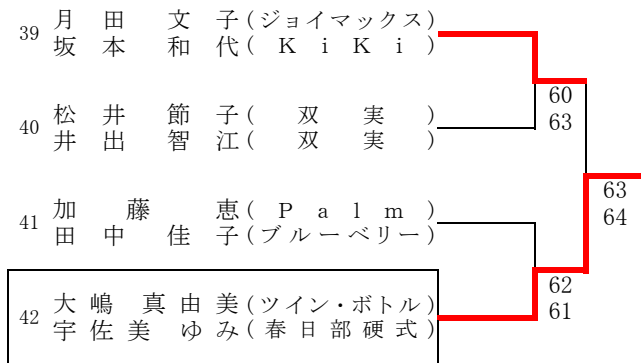 39 月田文子(ジョイマックス)
坂本和代(KiKi)
60
63
40 松井節子(双実)
井出智江(双実)
63
64
41 加藤恵(Palm)
田中佳子(ブルーベリー)
62
61
42 大嶋真由美(ツイン・ボトル)
宇佐美ゆみ(春日部硬式)